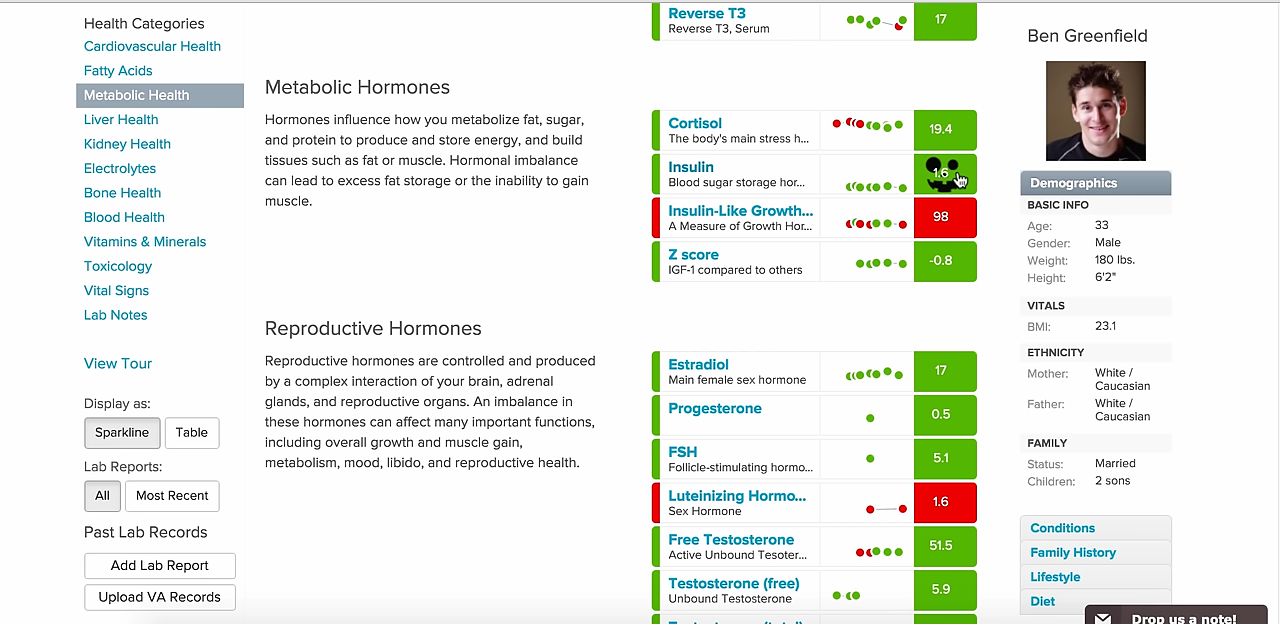 Health Categories
Cardiovascular Health
Fatty Acids
Metabolic Health
Liver Health
Kidney Health
Electrolytes
Bone Health
Blood Health
Vitamins & Minerals
Toxicology
Vital Signs
Lab Notes
View Tour
Display as:
Sparkline Table
Lab Reports:
All Most Recent
Past Lab Records
Add Lab Report
Upload VA Records
Reverse T3
Reverse T3, Serum
17
Metabolic Hormones
Hormones influence how you metabolize fat, sugar,
and protein to produce and store energy, and build
tissues such as fat or muscle. Hormonal imbalance
can lead to excess fat storage or the inability to gain
muscle.
Cortisol
The body's main stress h...
19.4
Insulin
Blood sugar storage hor...
1.6
Insulin-Like Growth...
A Measure of Growth Hor...
98
Z score
IGF-1 compared to others
-0.8
Reproductive Hormones
Reproductive hormones are controlled and produced
by a complex interaction of your brain, adrenal
glands, and reproductive organs. An imbalance in
these hormones can affect many important functions,
including overall growth and muscle gain,
metabolism, mood, libido, and reproductive health.
Estradiol
Main female sex hormone
17
Progesterone
0.5
FSH
Follicle-stimulating hormo...
5.1
Luteinizing Hormo...
Sex Hormone
1.6
Free Testosterone
Active Unbound Tesoter...
51.5
Testosterone (free)
Unbound Testosterone
5.9
Ben Greenfield
Demographics
BASIC INFO
Age: 33
Gender: Male
Weight: 180 lbs.
Height: 6'2"
VITALS
BMI: 23.1
ETHNICITY
Mother: White /
Caucasian
Father: White /
Caucasian
FAMILY
Status: Married
Children: 2 sons
Conditions
Family History
Lifestyle
Diet
Drop us a note!